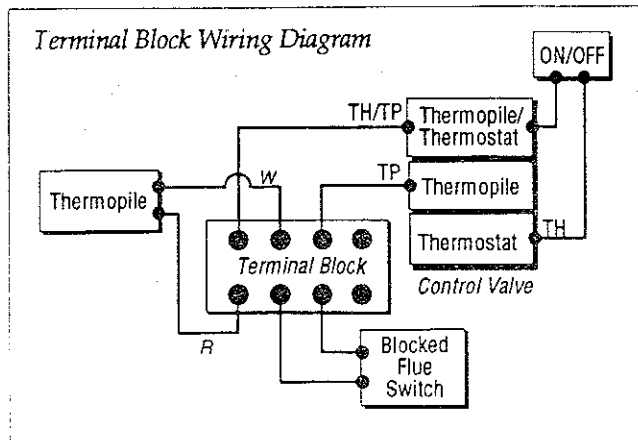 Terminal Block Wiring Diagram
ON/OFF
TH/TP
Thermopile/
Thermostat
W
TP
Thermopile
Thermopile
Thermostat
TH
Terminal Block
Control Valve
R
Blocked
Flue
Switch